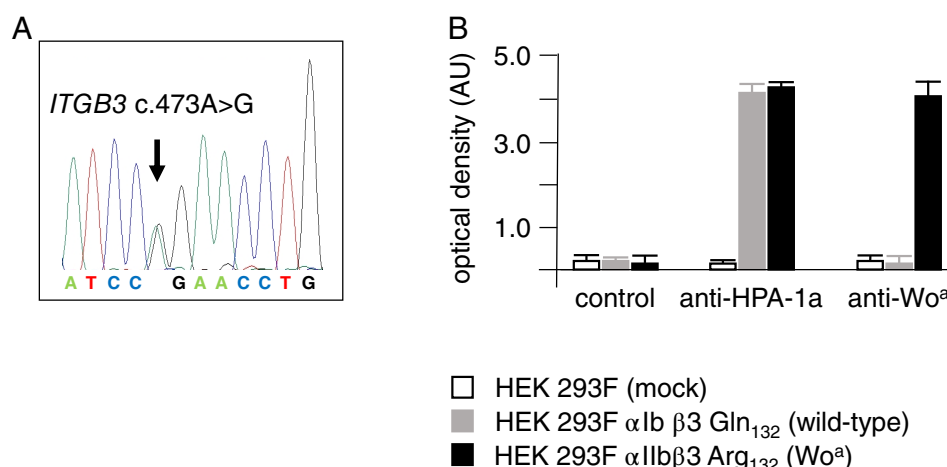 A
ITGB3 c.473A>G
A T C C G A A C C T G
B
optical density (AU)
5.0
3.0
1.0
control anti-HPA-1a anti-Woᵃ
HEK 293F (mock)
HEK 293F αIb β3 Gln₁₃₂ (wild-type)
HEK 293F αIIbβ3 Arg₁₃₂ (Woᵃ)